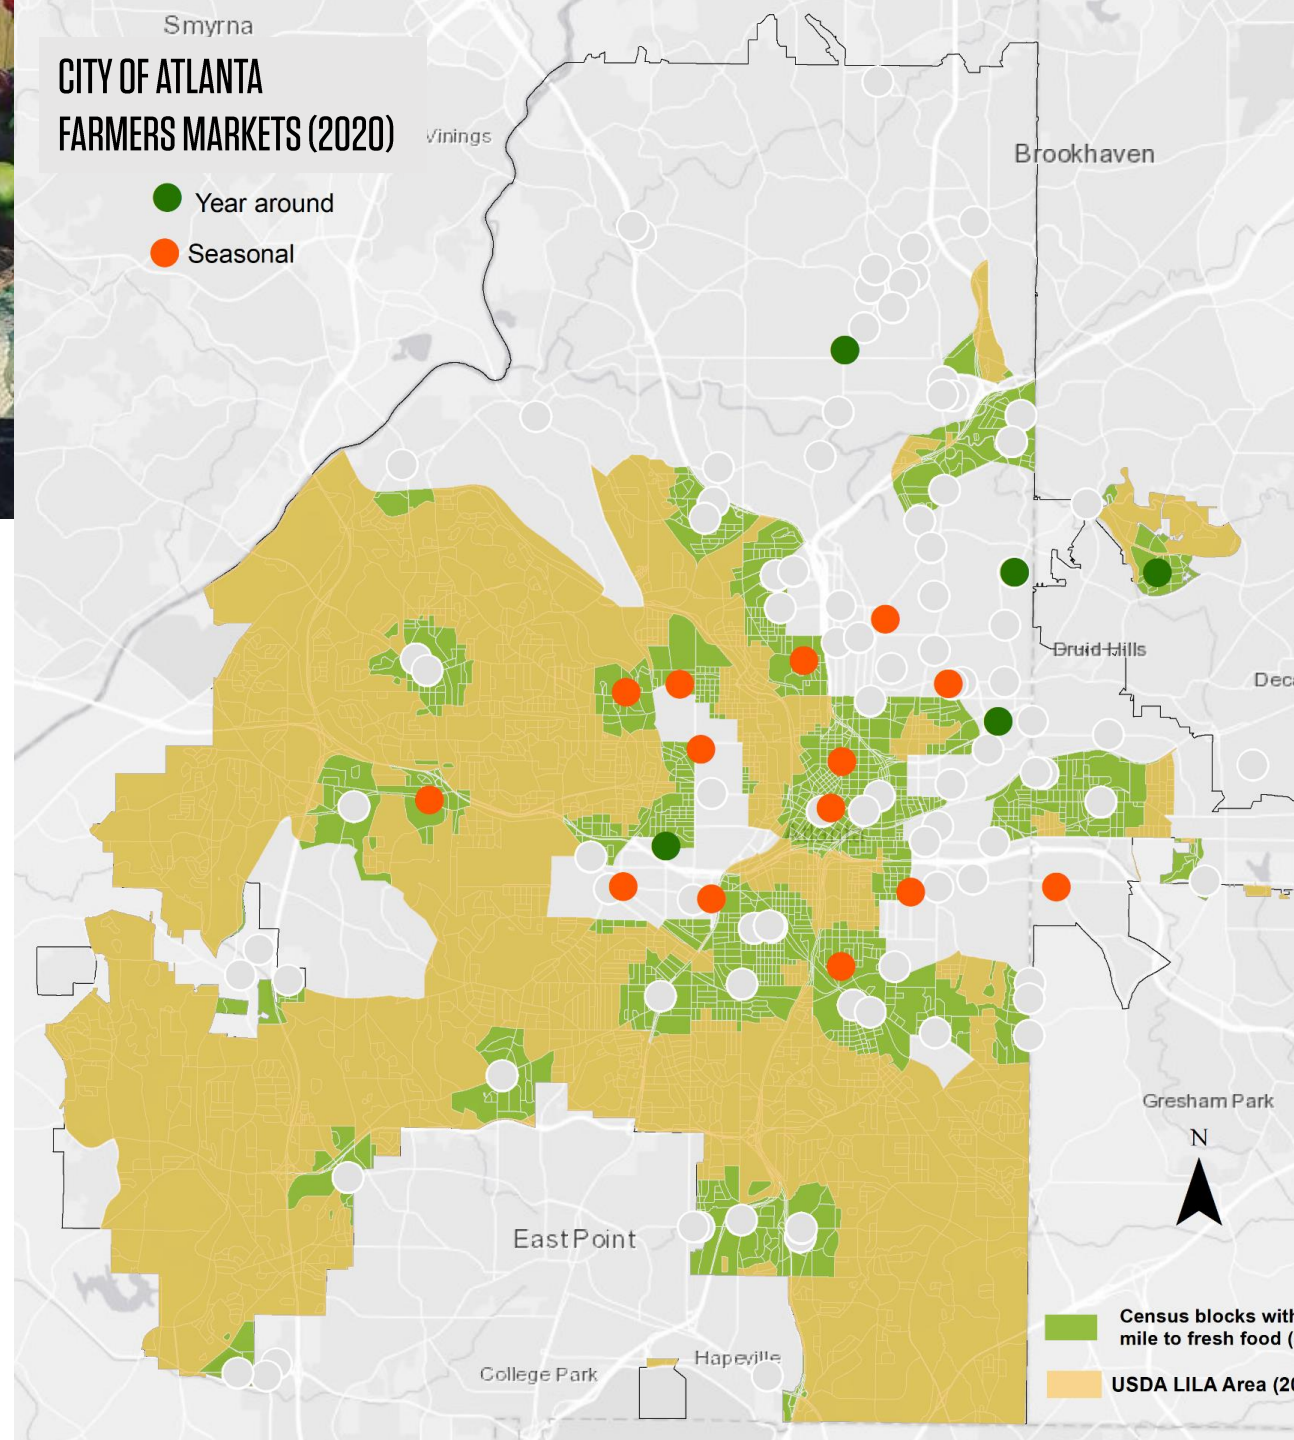 Smyrna
CITY OF ATLANTA
FARMERS MARKETS (2020)
Vinings
Brookhaven
Year around
Seasonal
Druid Hills
Dec
Gresham Park
N
East Point
Census blocks with
mile to fresh food (
Hapeville
College Park
USDA LILA Area (20